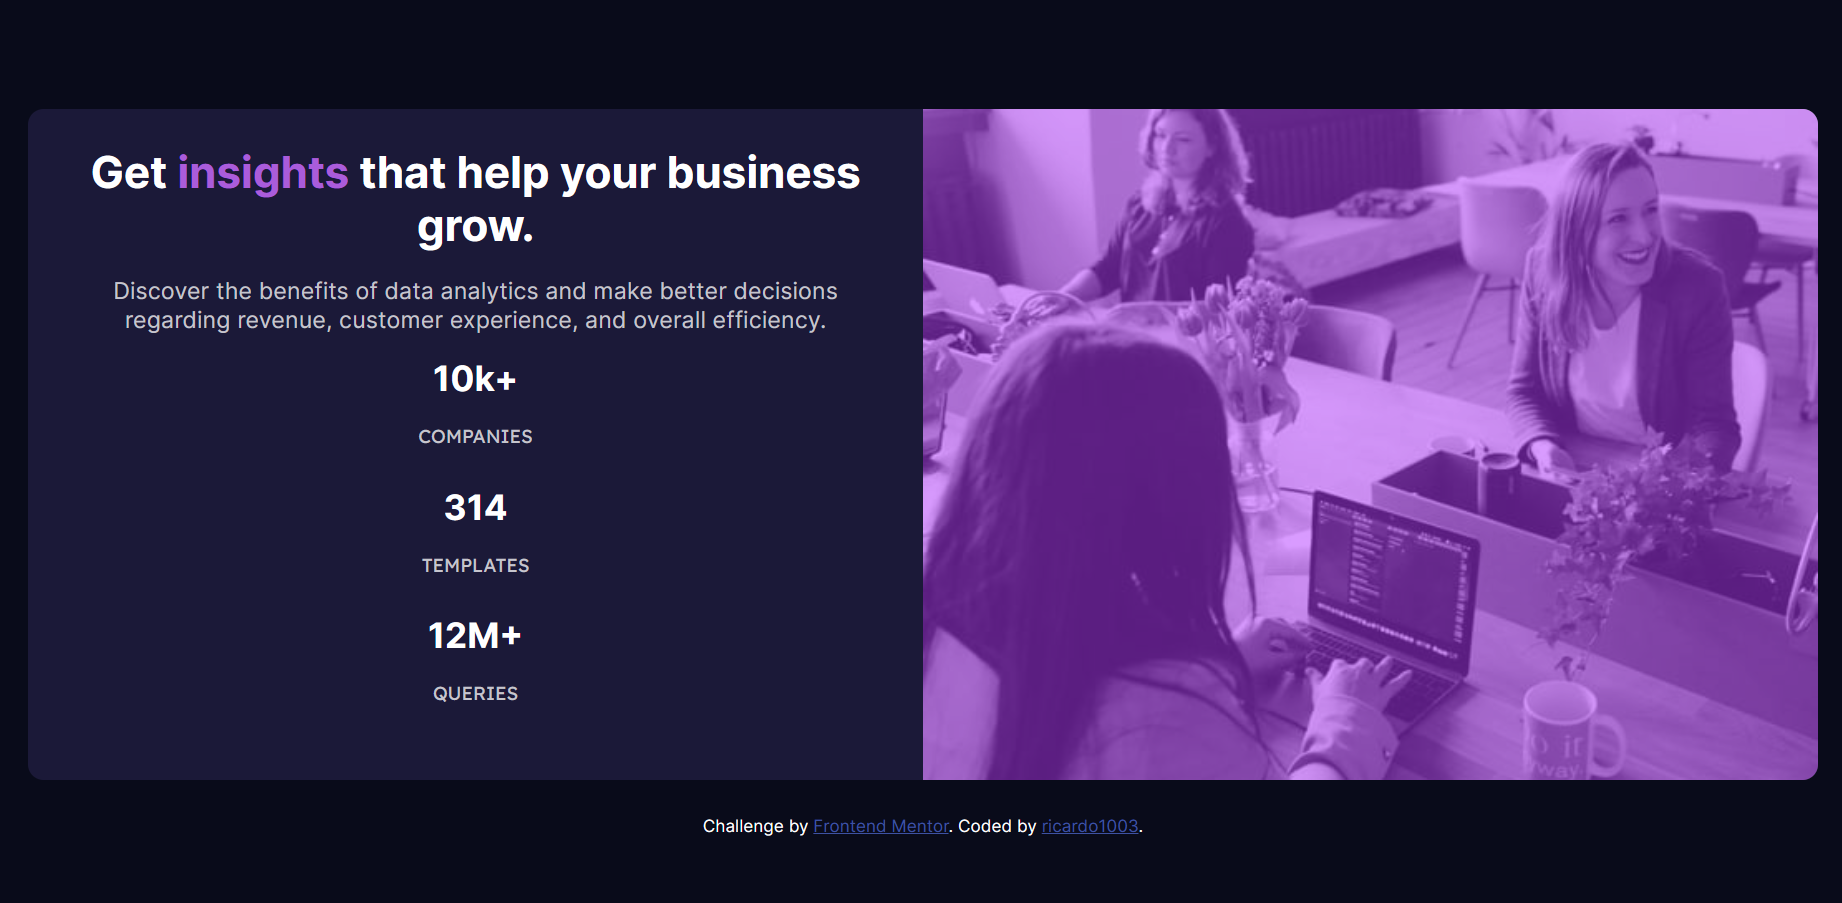 Get insights that help your business
grow.
Discover the benefits of data analytics and make better decisions
regarding revenue, customer experience, and overall efficiency.
10k+
COMPANIES
314
TEMPLATES
12M+
QUERIES
Challenge by Frontend Mentor. Coded by ricardo1003.